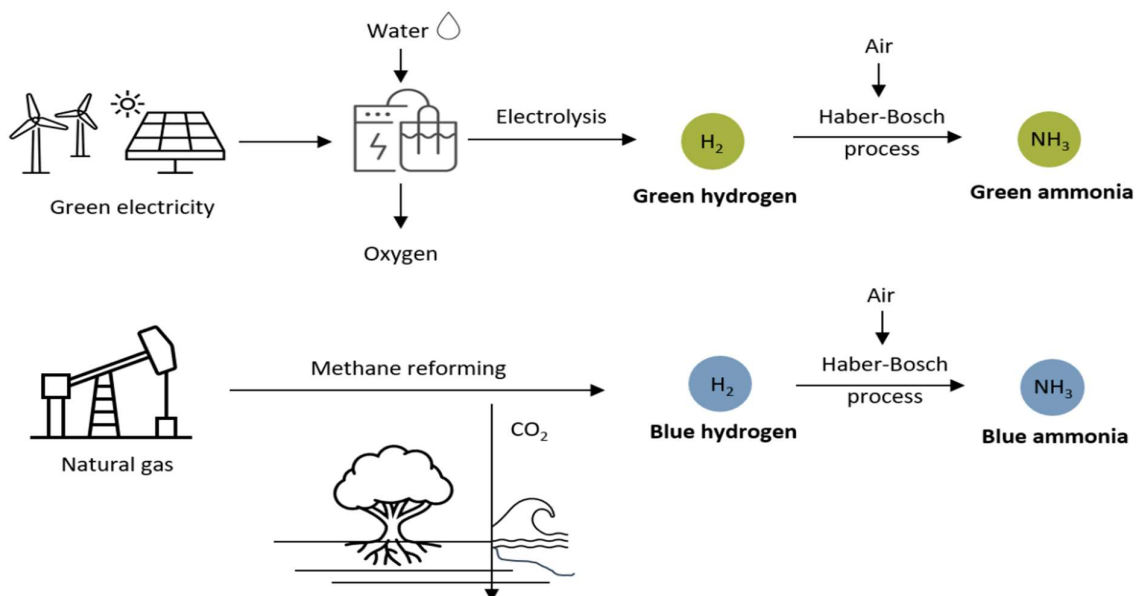 Water
Air
Electrolysis
Haber-Bosch
process
H₂
NH₃
Green electricity
Green hydrogen
Green ammonia
Oxygen
Air
Methane reforming
Haber-Bosch
process
H₂
NH₃
CO₂
Blue hydrogen
Blue ammonia
Natural gas